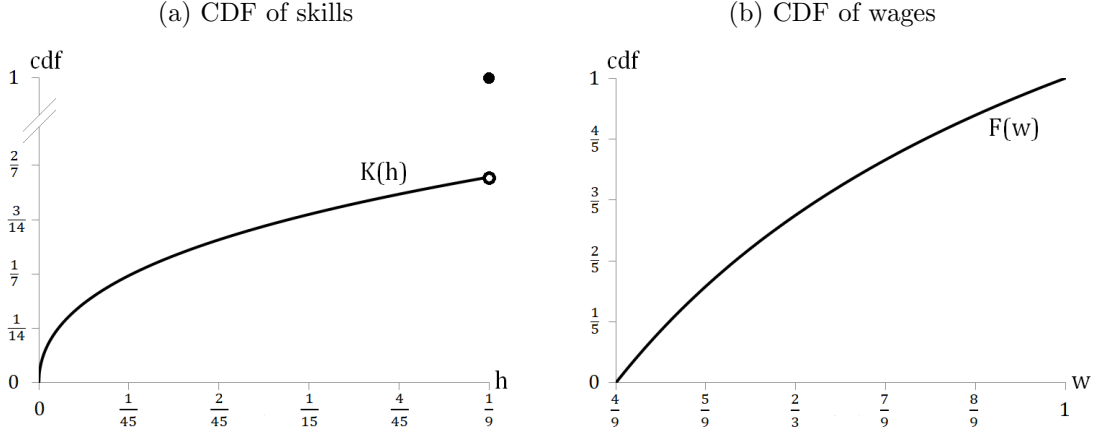 (a) CDF of skills
cdf
1
2/7
3/14
1/7
1/14
0
K(h)
h
0 1/45 2/45 1/15 4/45 1/9
(b) CDF of wages
cdf
1
4/5
3/5
2/5
1/5
0
F(w)
w
4/9 5/9 2/3 7/9 8/9 1